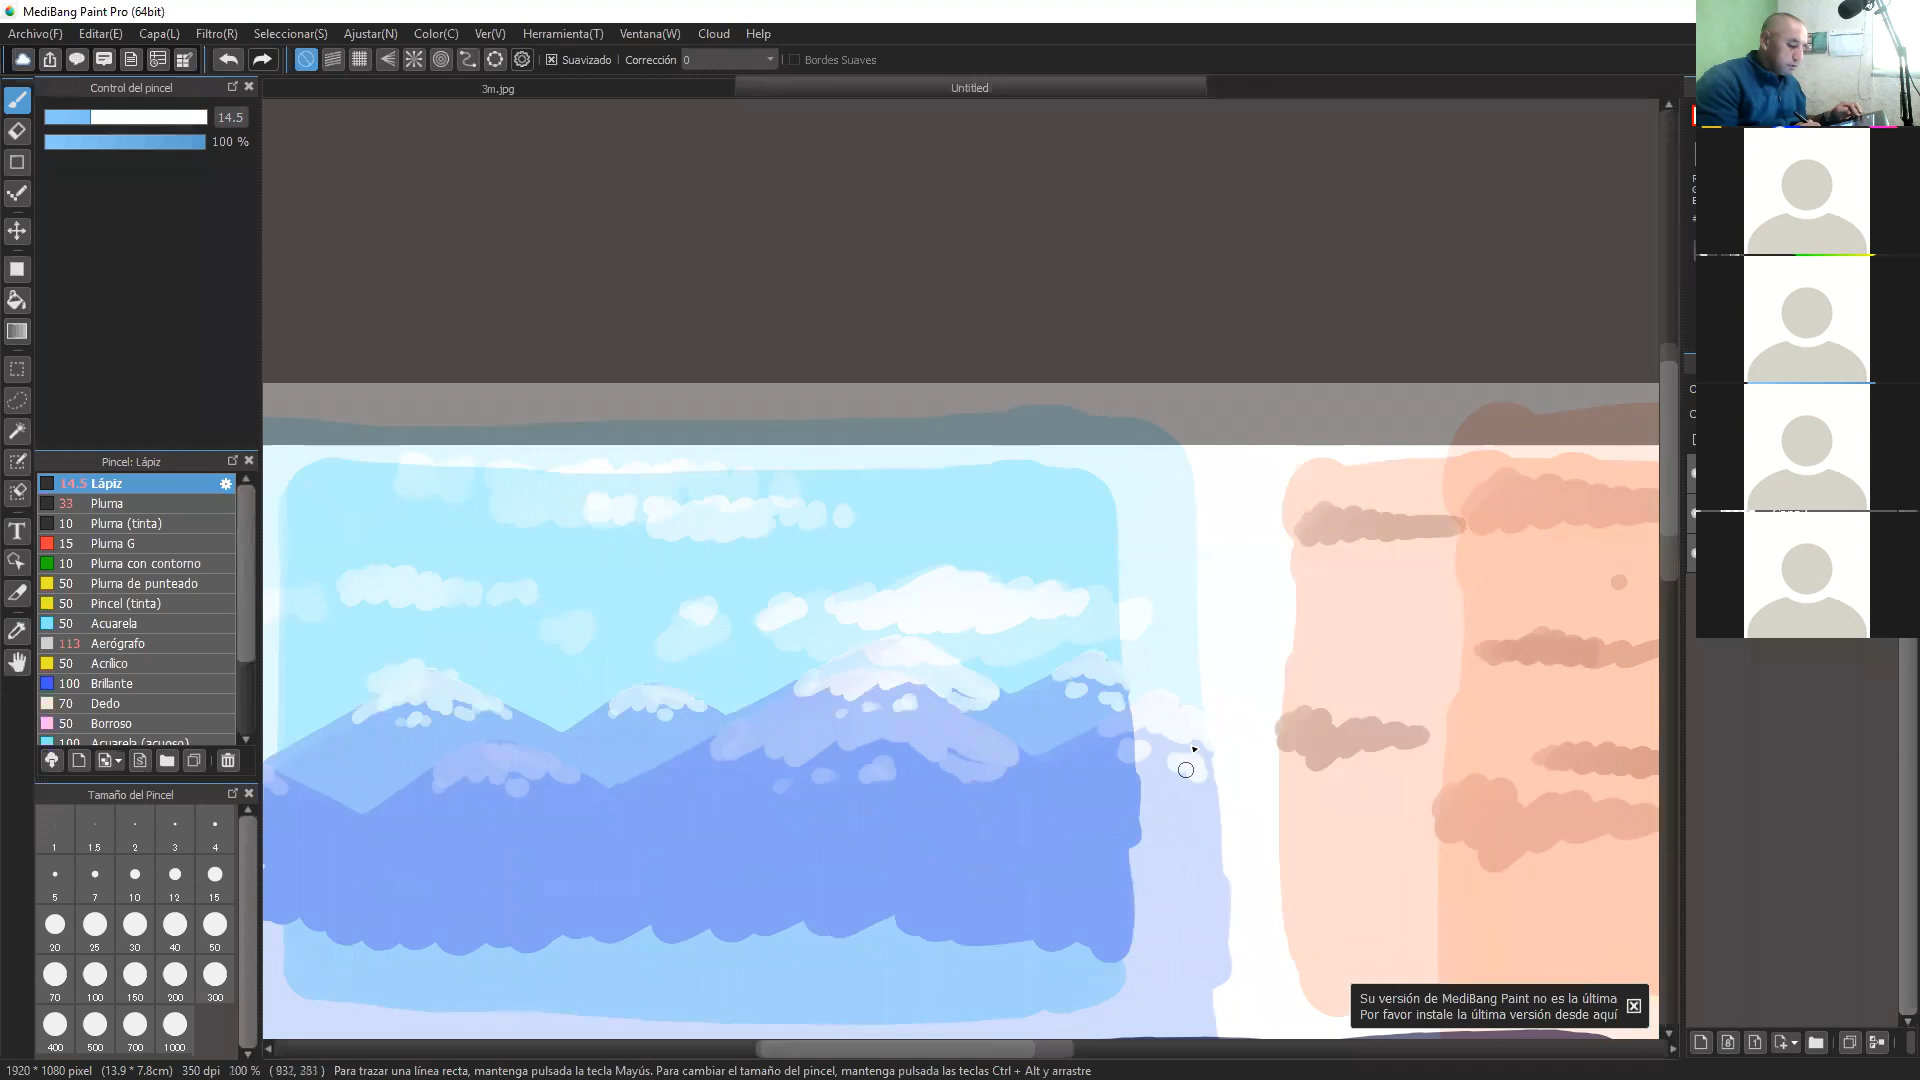 MediBang Paint Pro (64bit)
Archivo(F) Editar(E) Capa(L) Filtro(R) Seleccionar(S) Ajustar(N) Color(C) Ver(V) Herramienta(T) Ventana(W) Cloud Help
Suavizado Corrección 0 Bordes Suaves
Control del pincel
3m.jpg
Untitled
14.5
100 %
Pincel: Lápiz
14.5 Lápiz
33 Pluma
10 Pluma (tinta)
15 Pluma G
10 Pluma con contorno
50 Pluma de punteado
50 Pincel (tinta)
50 Acuarela
113 Aerógrafo
50 Acrílico
100 Brillante
70 Dedo
50 Borroso
100 Acuarela (acuoso)
Tamaño del Pincel
1 1.5 2 3 4
5 7 10 12 15
20 25 30 40 50
70 100 150 200 300
400 500 700 1000
Su versión de MediBang Paint no es la última
Por favor instale la última versión desde aquí
1920 * 1080 pixel (13.9 * 7.8cm) 350 dpi 100 % ( 932, 381 ) Para trazar una línea recta, mantenga pulsada la tecla Mayús. Para cambiar el tamaño del pincel, mantenga pulsadas las teclas Ctrl + Alt y arrastre